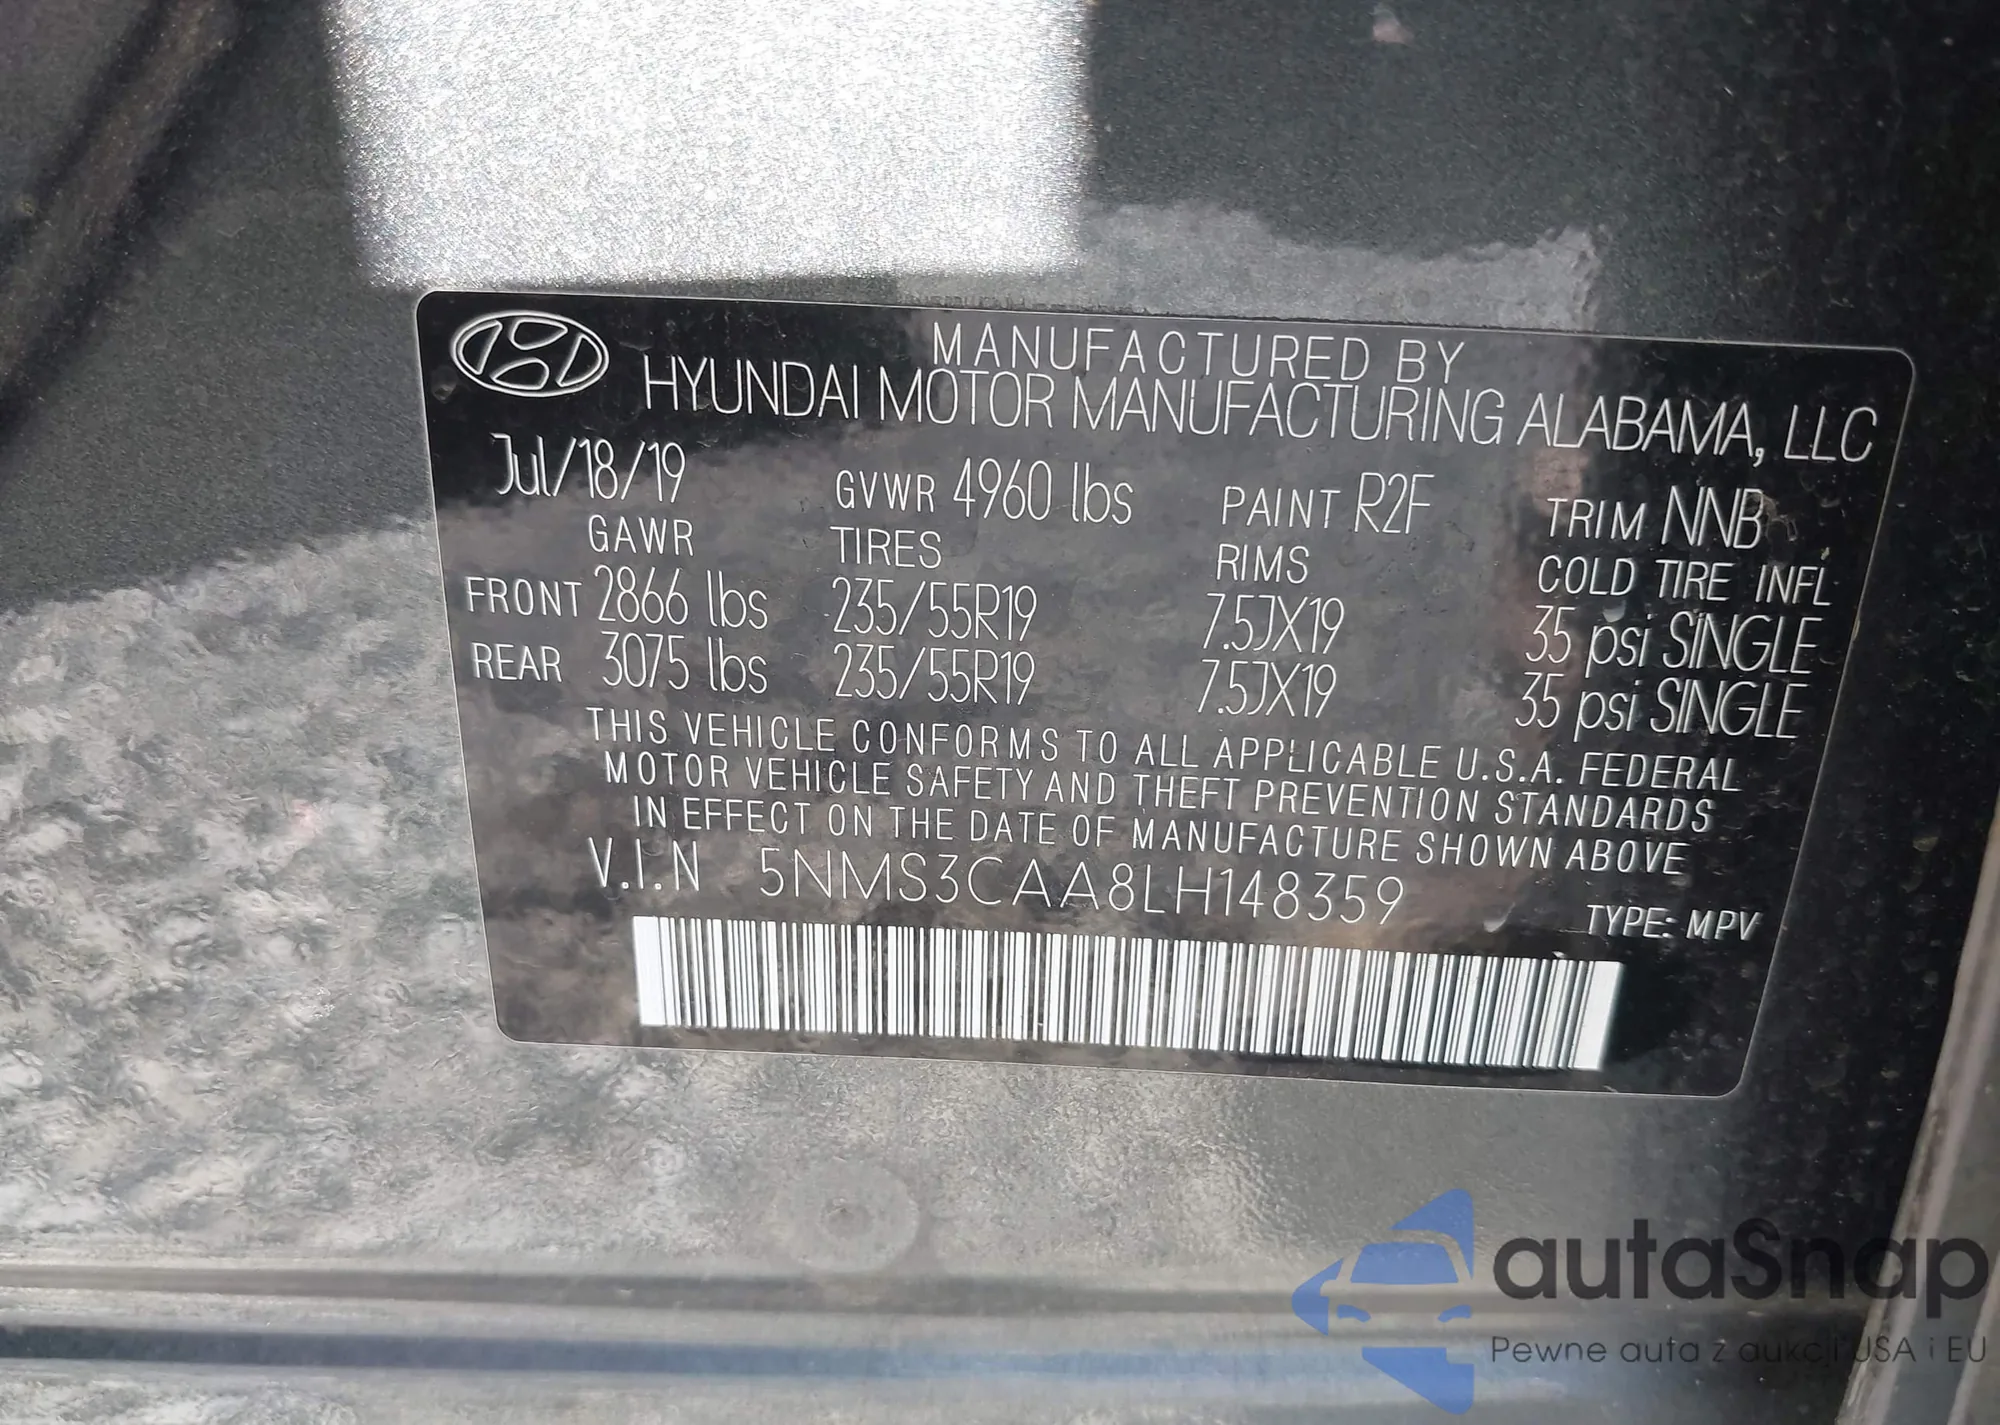 MANUFACTURED BY
HYUNDAI MOTOR MANUFACTURING ALABAMA, LLC
Jul/18/19 GVWR 4960 lbs PAINT R2F TRIM NNB
GAWR TIRES RIMS COLD TIRE INFL
FRONT 2866 lbs 235/55R19 7.5JX19 35 psi SINGLE
REAR 3075 lbs 235/55R19 7.5JX19 35 psi SINGLE
THIS VEHICLE CONFORMS TO ALL APPLICABLE U.S.A. FEDERAL
MOTOR VEHICLE SAFETY AND THEFT PREVENTION STANDARDS
IN EFFECT ON THE DATE OF MANUFACTURE SHOWN ABOVE
V.I.N 5NMS3CAA8LH148359
TYPE: MPV
autaSnap
Pewne auta z aukcji USA i EU